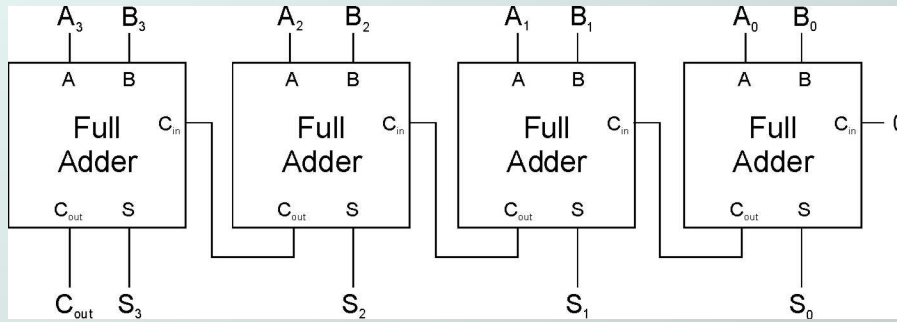 A₃ B₃ A₂ B₂ A₁ B₁ A₀ B₀
A B A B A B A B
Full Adder Cin Full Adder Cin Full Adder Cin Full Adder Cin 0
Cout S Cout S Cout S Cout S
Cout S₃ S₂ S₁ S₀